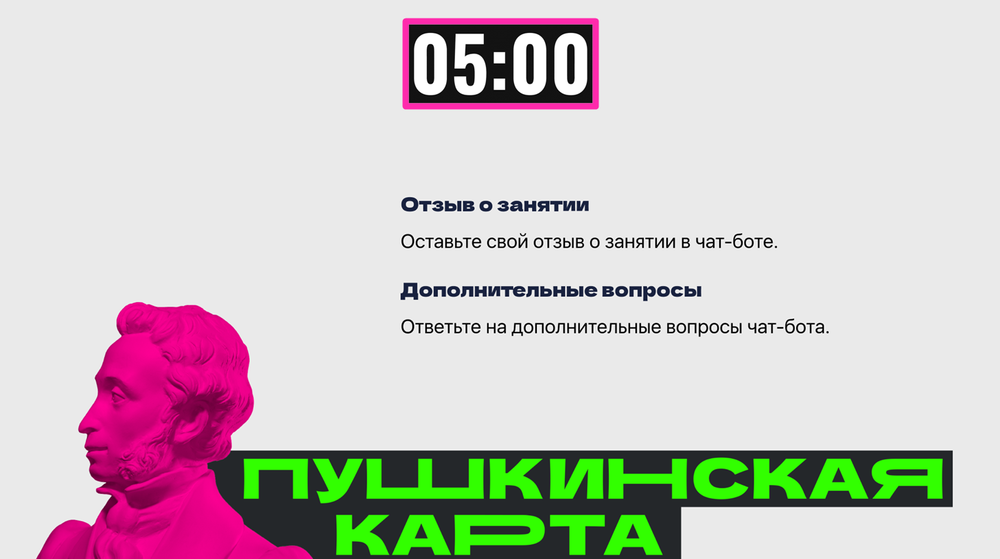 05:00
Отзыв о занятии
Оставьте свой отзыв о занятии в чат-боте.
Дополнительные вопросы
Ответьте на дополнительные вопросы чат-бота.
ПУШКИНСКАЯ
КАРТА